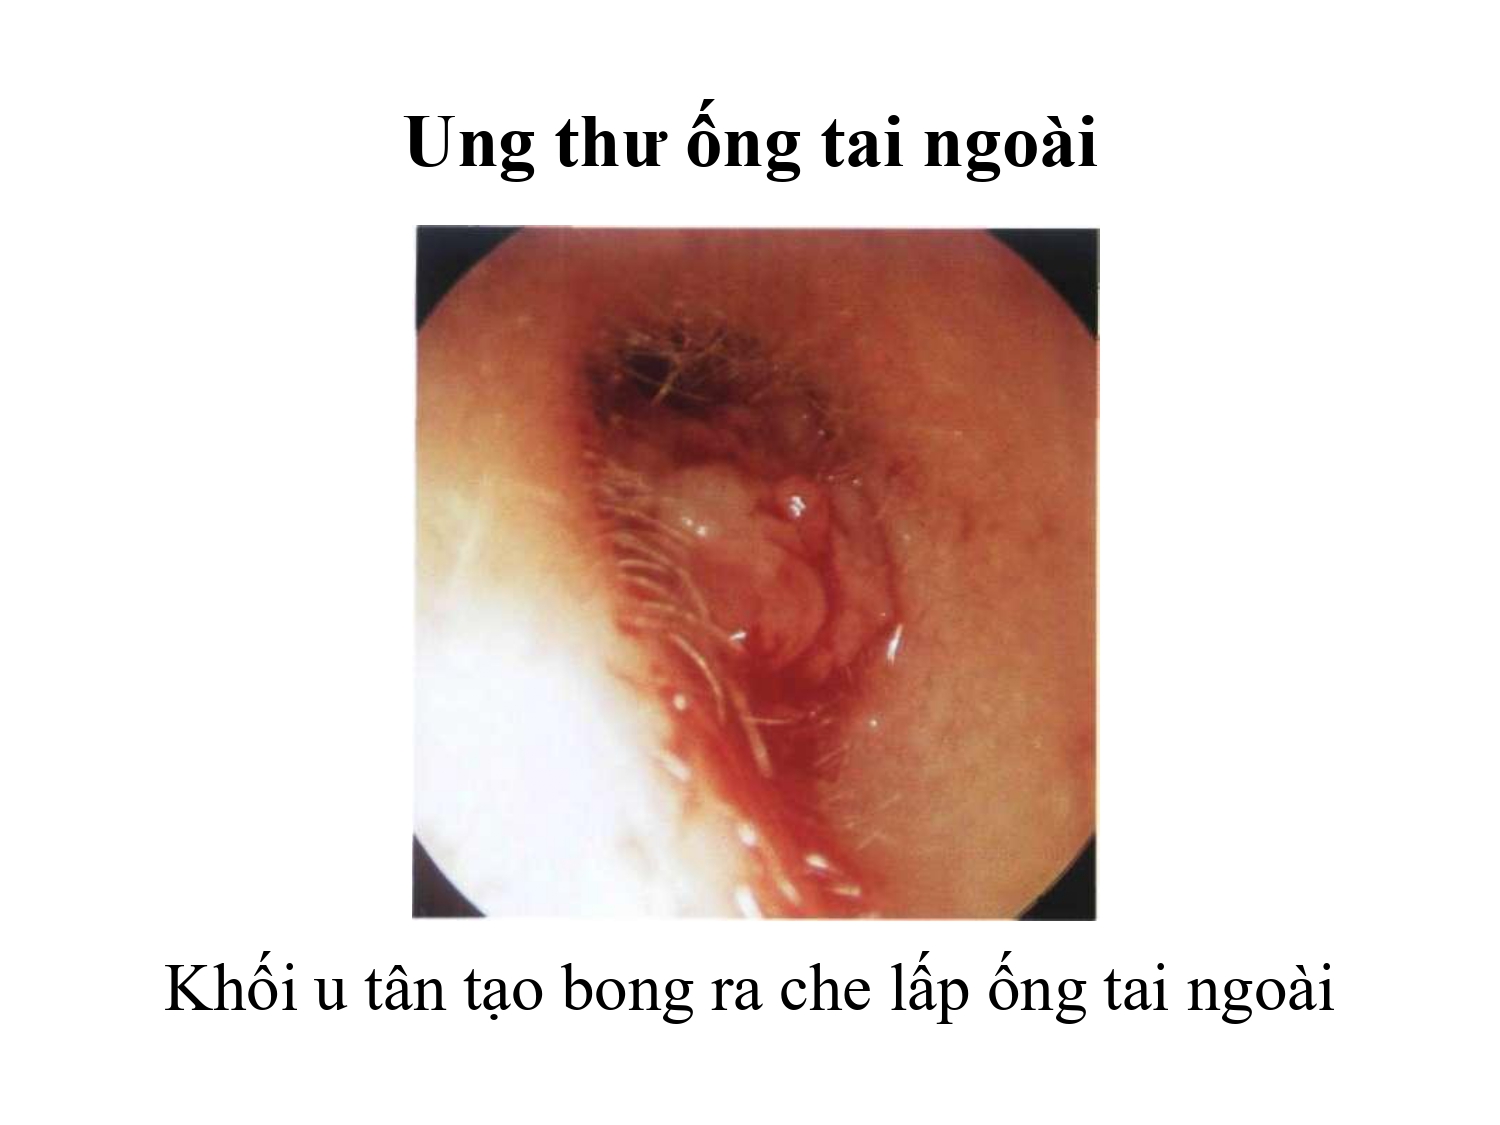 Ung thư ống tai ngoài
Khối u tân tạo bong ra che lấp ống tai ngoài